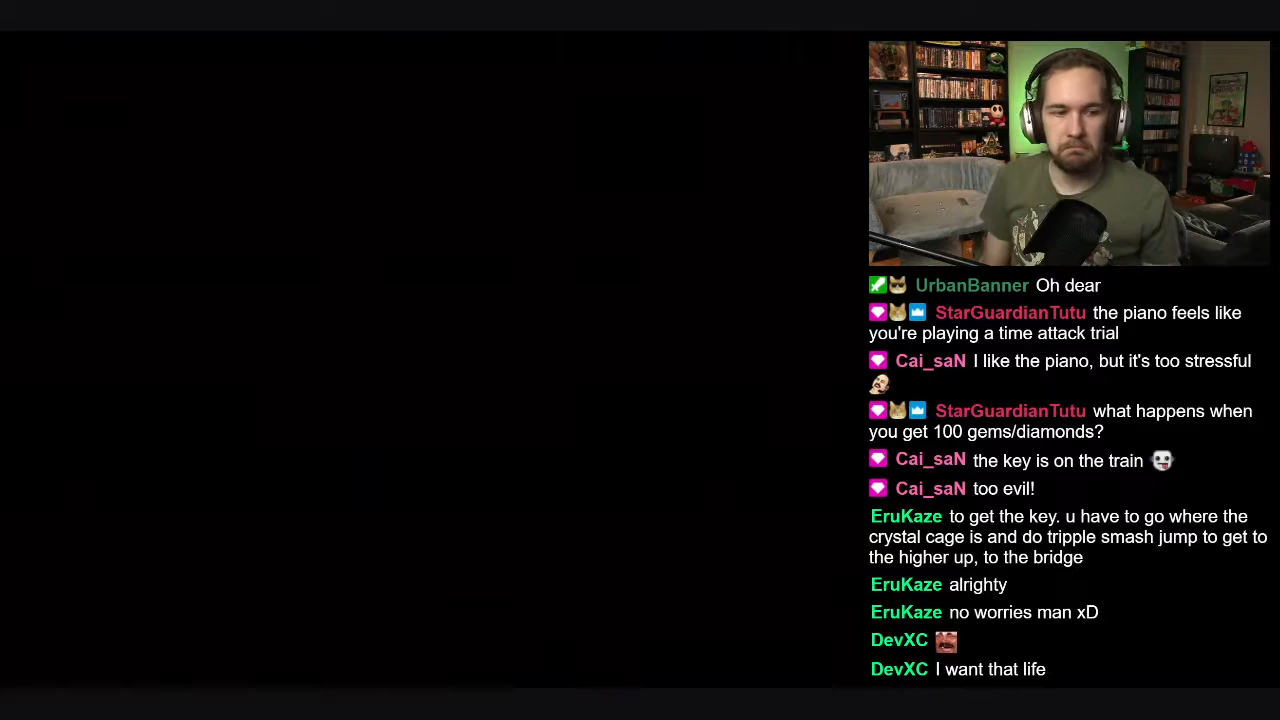 UrbanBanner Oh dear
StarGuardianTutu the piano feels like
you're playing a time attack trial
Cai_saN I like the piano, but it's too stressful
StarGuardianTutu what happens when
you get 100 gems/diamonds?
Cai_saN the key is on the train
Cai_saN too evil!
EruKaze to get the key. u have to go where the
crystal cage is and do tripple smash jump to get to
the higher up, to the bridge
EruKaze alrighty
EruKaze no worries man xD
DevXC
DevXC I want that life